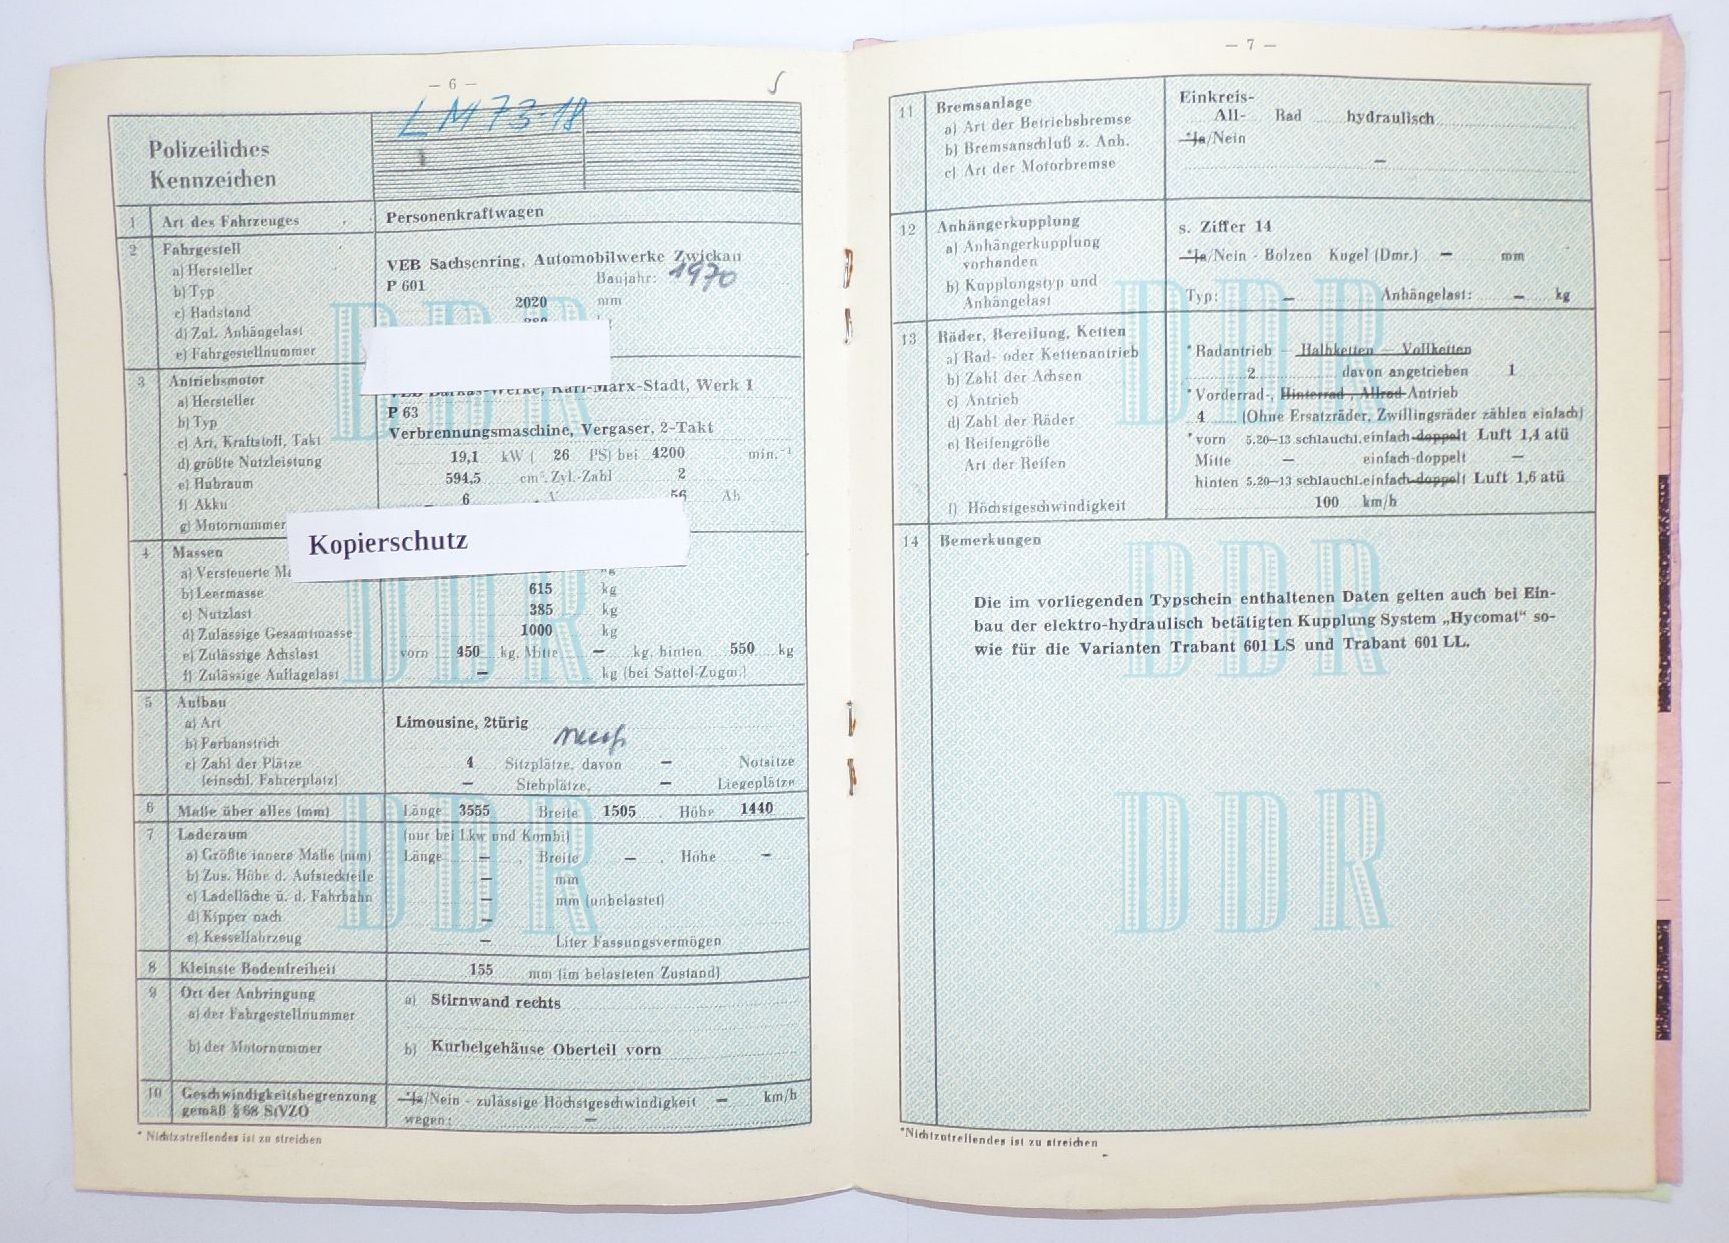 — 6 —
LM 73-18
Polizeiliches
Kennzeichen
1 Art des Fahrzeuges Personenkraftwagen
2 Fahrgestell
a) Hersteller VEB Sachsenring, Automobilwerke Zwickau
b) Typ P 601 Baujahr: 1970
c) Radstand 2020 mm
d) Zul. Anhängelast
e) Fahrgestellnummer
3 Antriebsmotor
a) Hersteller VEB Barkas-Werke, Karl-Marx-Stadt, Werk 1
b) Typ P 63
c) Art, Kraftstoff, Takt Verbrennungsmaschine, Vergaser, 2-Takt
d) größte Nutzleistung 19,1 kW ( 26 PS) bei 4200 min.⁻¹
e) Hubraum 594,5 cm³. Zyl.-Zahl 2
f) Akku 6 V 56 Ah
g) Motornummer
Kopierschutz
4 Massen
a) Versteuerte kg
b) Leermasse 615 kg
c) Nutzlast 385 kg
d) Zulässige Gesamtmasse 1000 kg
e) Zulässige Achslast vorn 450 kg, Mitte — kg, hinten 550 kg
f) Zulässige Auflagelast — kg (bei Sattel-Zugm.)
5 Aufbau
a) Art Limousine, 2türig
b) Farbanstrich
c) Zahl der Plätze 4 Sitzplätze, davon — Notsitze
(einschl. Fahrerplatz) — Stehplätze, — Liegeplätze
6 Maße über alles (mm) Länge 3555 Breite 1505 Höhe 1440
7 Laderaum (nur bei Lkw und Kombi)
a) Größte innere Maße (mm) Länge — , Breite — , Höhe —
b) Zus. Höhe d. Aufsteckteile — mm
c) Ladefläche ü. d. Fahrbahn — mm (unbelastet)
d) Kipper nach —
e) Kesselfahrzeug — Liter Fassungsvermögen
8 Kleinste Bodenfreiheit 155 mm (im belasteten Zustand)
9 Ort der Anbringung
a) der Fahrgestellnummer a) Stirnwand rechts
b) der Motornummer b) Kurbelgehäuse Oberteil vorn
10 Geschwindigkeitsbegrenzung *Ja/Nein - zulässige Höchstgeschwindigkeit — km/h
gemäß § 68 StVZO wegen: —
* Nichtzutreffendes ist zu streichen
— 7 —
11 Bremsanlage Einkreis-
a) Art der Betriebsbremse All- Rad hydraulisch
b) Bremsanschluß z. Anh. *Ja/Nein
c) Art der Motorbremse —
12 Anhängerkupplung s. Ziffer 14
a) Anhängerkupplung
vorhanden *Ja/Nein - Bolzen Kugel (Dmr.) — mm
b) Kupplungstyp und
Anhängelast Typ: — Anhängelast: — kg
13 Räder, Bereifung, Ketten
a) Rad- oder Kettenantrieb * Radantrieb — Halbketten — Vollketten
b) Zahl der Achsen 2 davon angetrieben 1
c) Antrieb * Vorderrad-, Hinterrad-, Allrad-Antrieb
d) Zahl der Räder 4 (Ohne Ersatzräder, Zwillingsräder zählen einfach)
e) Reifengröße * vorn 5.20—13 schlauchl. einfach-doppelt Luft 1,4 atü
Art der Reifen Mitte — einfach-doppelt —
hinten 5.20—13 schlauchl. einfach-doppelt Luft 1,6 atü
f) Höchstgeschwindigkeit 100 km/h
14 Bemerkungen
Die im vorliegenden Typschein enthaltenen Daten gelten auch bei Ein-
bau der elektro-hydraulisch betätigten Kupplung System „Hycomat“ so-
wie für die Varianten Trabant 601 LS und Trabant 601 LL.
*Nichtzutreffendes ist zu streichen
DDR
DDR
DDR
DDR
DDR
DDR